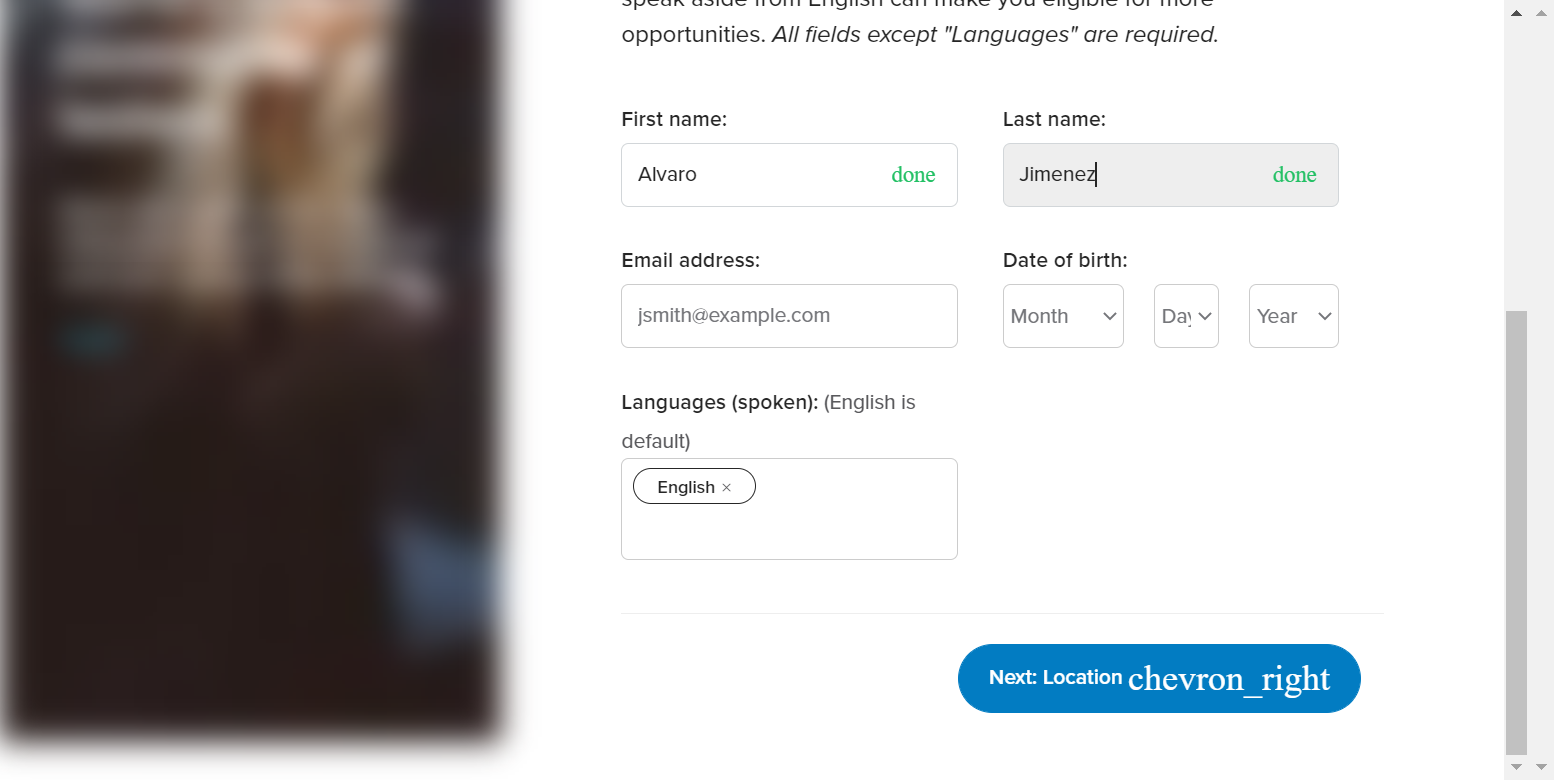 speak aside from English can make you eligible for more
opportunities. All fields except "Languages" are required.
First name:
Last name:
Alvaro done
Jimenez done
Email address:
Date of birth:
jsmith@example.com
Month
Day
Year
Languages (spoken): (English is
default)
English ×
Next: Location chevron_right